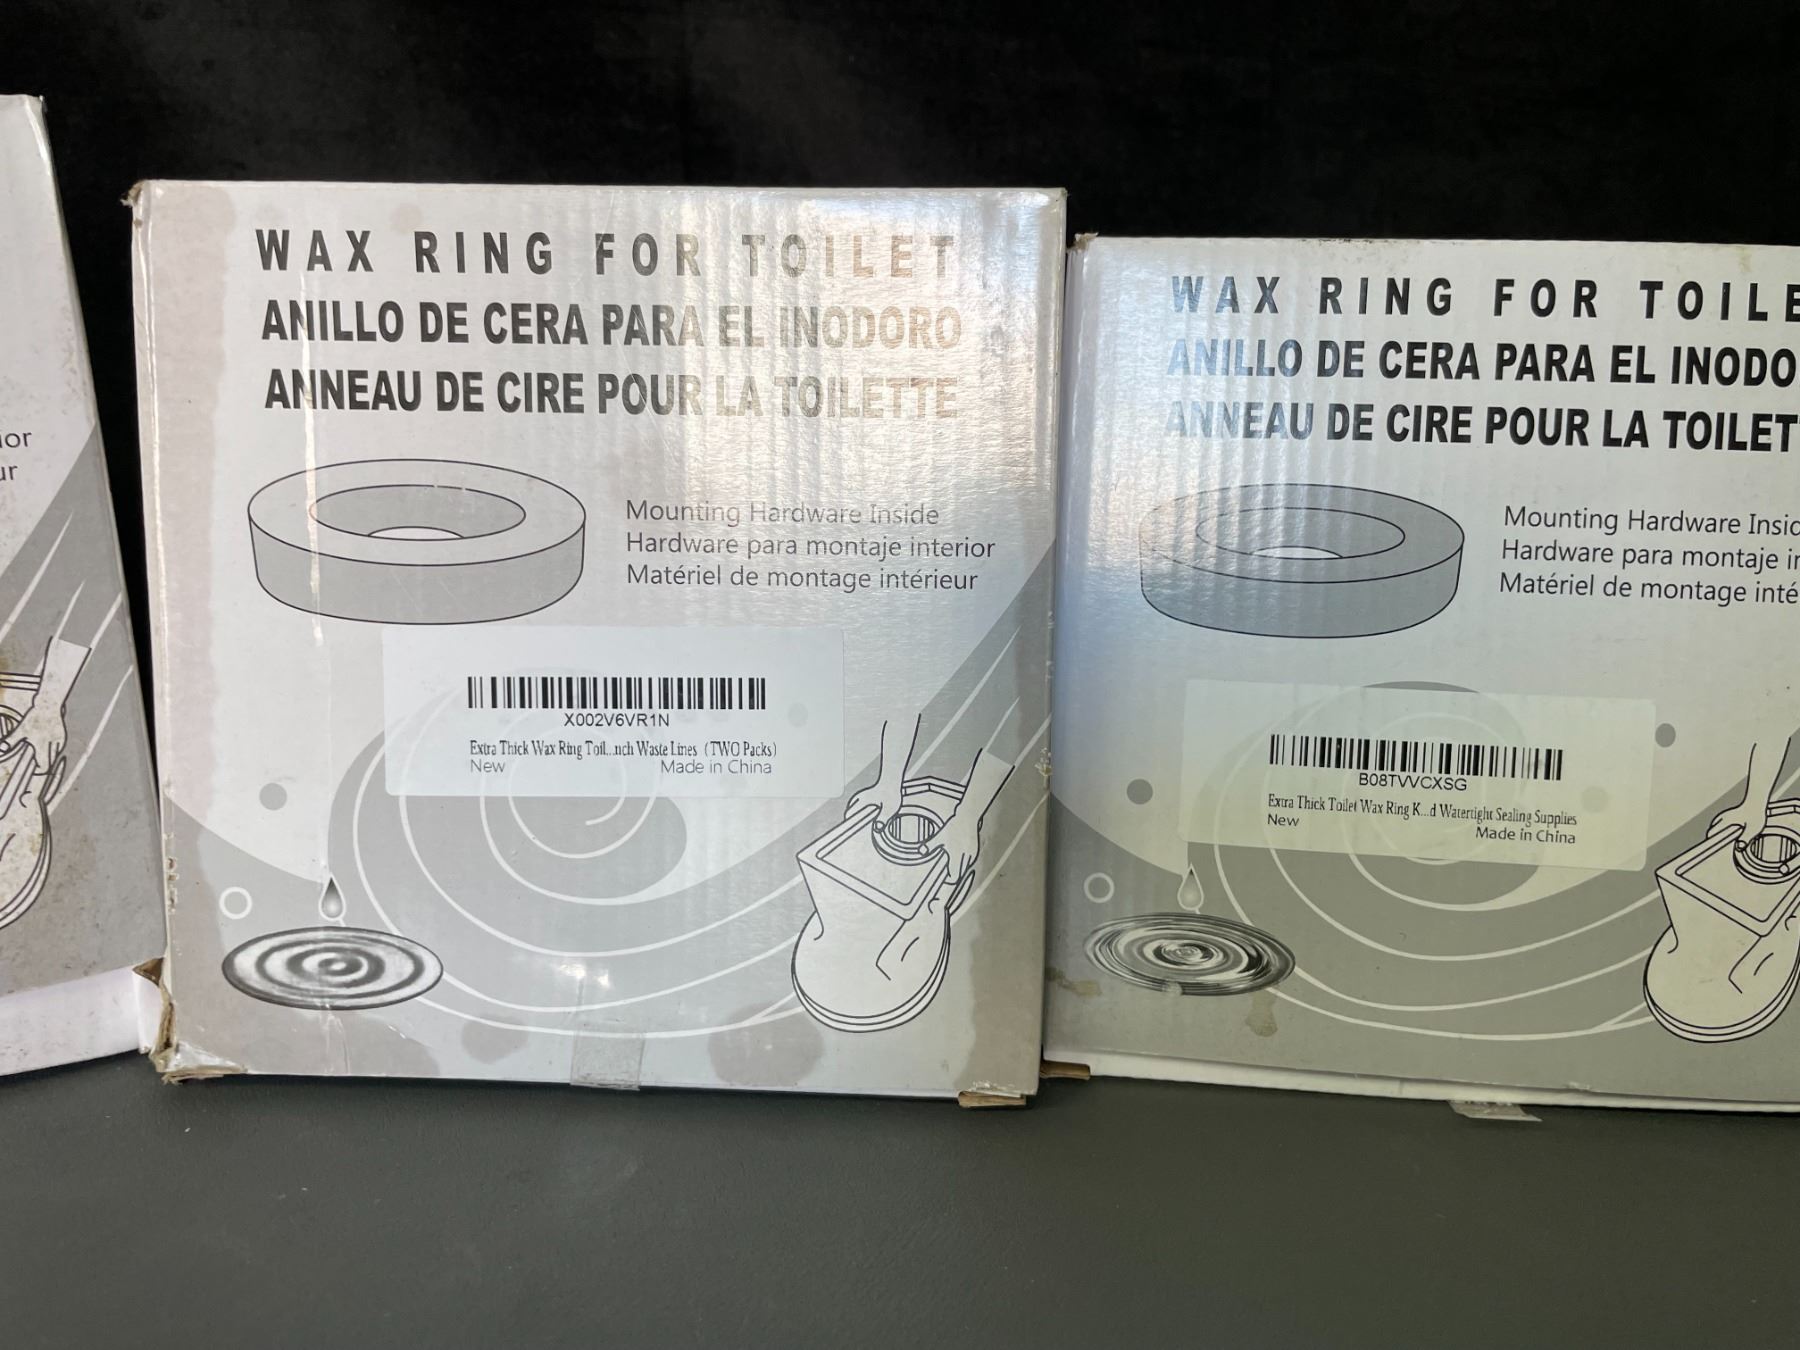 ior
ur
WAX RING FOR TOILET
ANILLO DE CERA PARA EL INODORO
ANNEAU DE CIRE POUR LA TOILETTE
Mounting Hardware Inside
Hardware para montaje interior
Matériel de montage intérieur
X002V6VR1N
Extra Thick Wax Ring Toil...nch Waste Lines (TWO Packs)
New Made in China
WAX RING FOR TOILE
ANILLO DE CERA PARA EL INODO
ANNEAU DE CIRE POUR LA TOILET
Mounting Hardware Insid
Hardware para montaje in
Matériel de montage inté
B08TVVCXSG
Extra Thick Toilet Wax Ring K...d Watertight Sealing Supplies
New Made in China